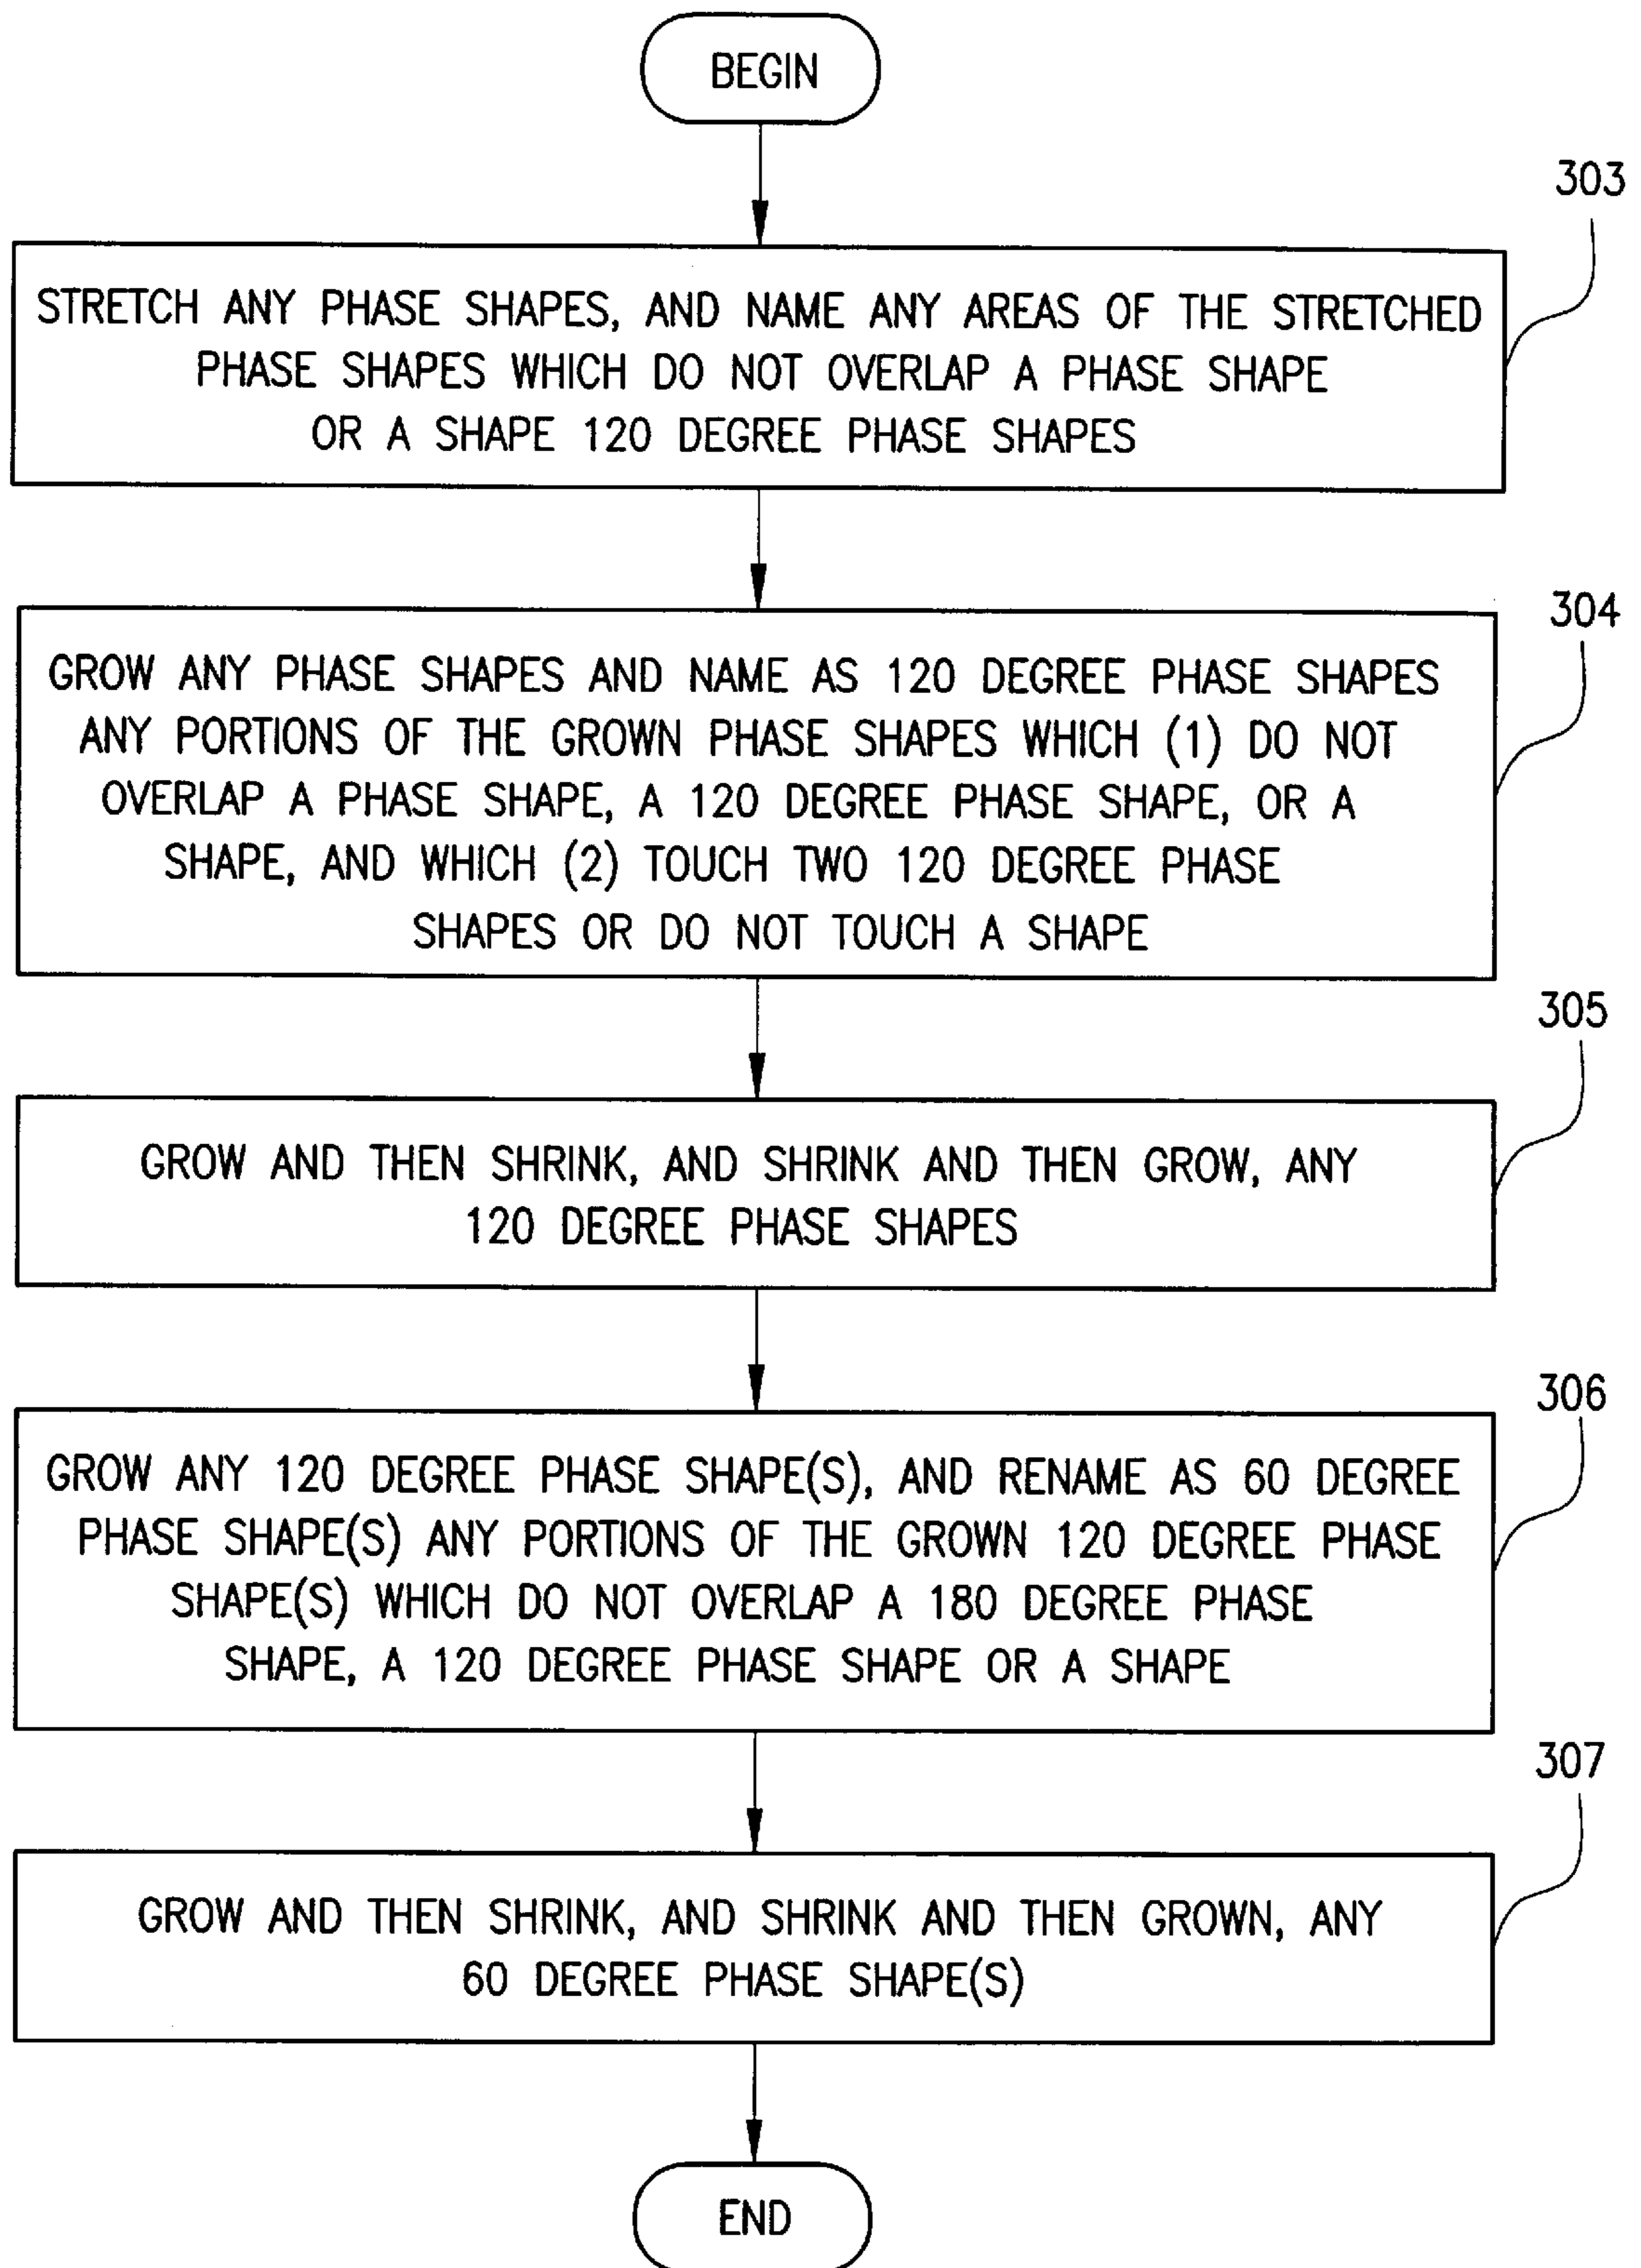 BEGIN
303
STRETCH ANY PHASE SHAPES, AND NAME ANY AREAS OF THE STRETCHED
PHASE SHAPES WHICH DO NOT OVERLAP A PHASE SHAPE
OR A SHAPE 120 DEGREE PHASE SHAPES
304
GROW ANY PHASE SHAPES AND NAME AS 120 DEGREE PHASE SHAPES
ANY PORTIONS OF THE GROWN PHASE SHAPES WHICH (1) DO NOT
OVERLAP A PHASE SHAPE, A 120 DEGREE PHASE SHAPE, OR A
SHAPE, AND WHICH (2) TOUCH TWO 120 DEGREE PHASE
SHAPES OR DO NOT TOUCH A SHAPE
305
GROW AND THEN SHRINK, AND SHRINK AND THEN GROW, ANY
120 DEGREE PHASE SHAPES
306
GROW ANY 120 DEGREE PHASE SHAPE(S), AND RENAME AS 60 DEGREE
PHASE SHAPE(S) ANY PORTIONS OF THE GROWN 120 DEGREE PHASE
SHAPE(S) WHICH DO NOT OVERLAP A 180 DEGREE PHASE
SHAPE, A 120 DEGREE PHASE SHAPE OR A SHAPE
307
GROW AND THEN SHRINK, AND SHRINK AND THEN GROWN, ANY
60 DEGREE PHASE SHAPE(S)
END